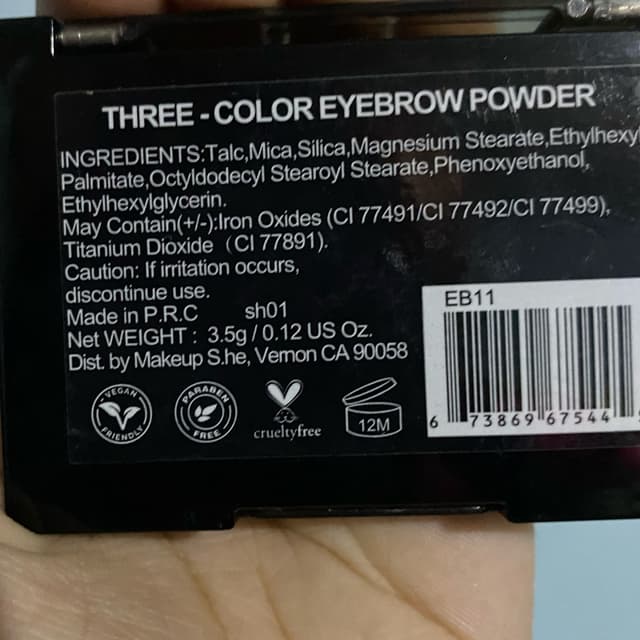 THREE - COLOR EYEBROW POWDER
INGREDIENTS:Talc,Mica,Silica,Magnesium Stearate,Ethylhexyl
Palmitate,Octyldodecyl Stearoyl Stearate,Phenoxyethanol,
Ethylhexylglycerin.
May Contain(+/-):Iron Oxides (CI 77491/CI 77492/CI 77499),
Titanium Dioxide (CI 77891).
Caution: If irritation occurs,
discontinue use.
Made in P.R.C sh01
Net WEIGHT : 3.5g / 0.12 US Oz.
Dist. by Makeup S.he, Vernon CA 90058
EB11
VEGAN FRIENDLY
PARABEN FREE
crueltyfree
12M
6 73869 67544